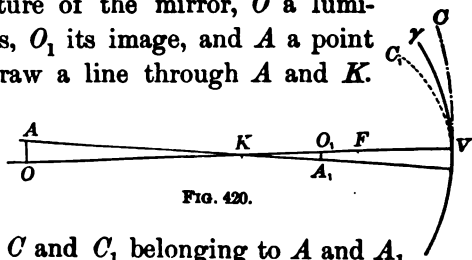 ture of the mirror, O a lumi-
s, O₁ its image, and A a point
raw a line through A and K.
C
γ
C₁
A
K
O₁
F
V
O
A₁
FIG. 420.
C and C₁ belonging to A and A₁